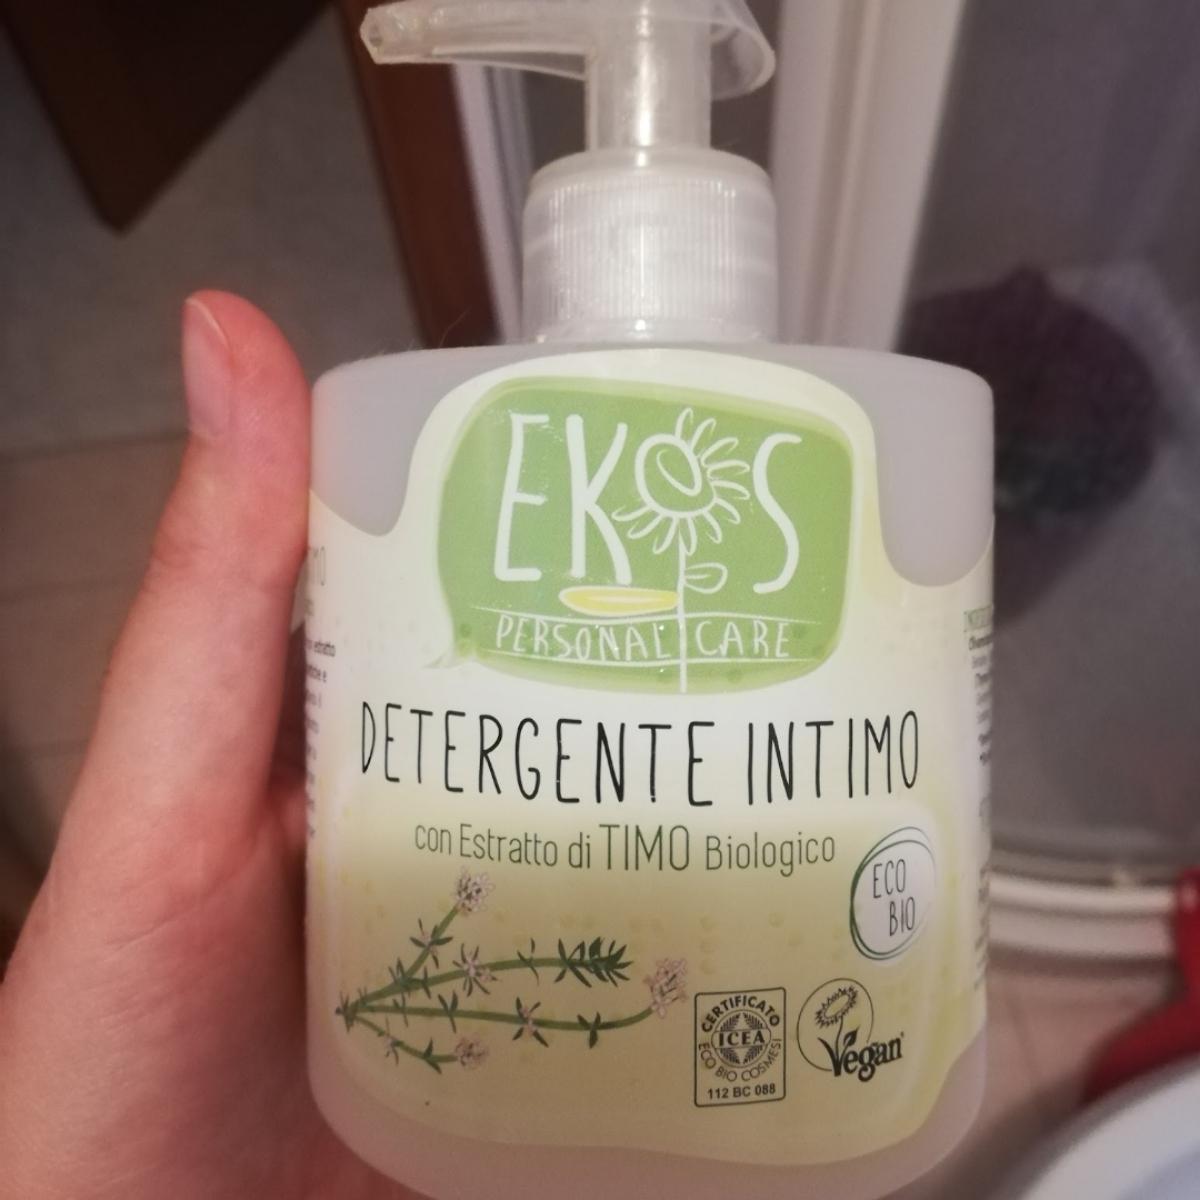 EKOS
PERSONAL CARE
DETERGENTE INTIMO
con Estratto di TIMO Biologico
ECO
BIO
CERTIFICATO
ICEA
ECO BIO COSMESI
112 BC 088
Vegan
estratto